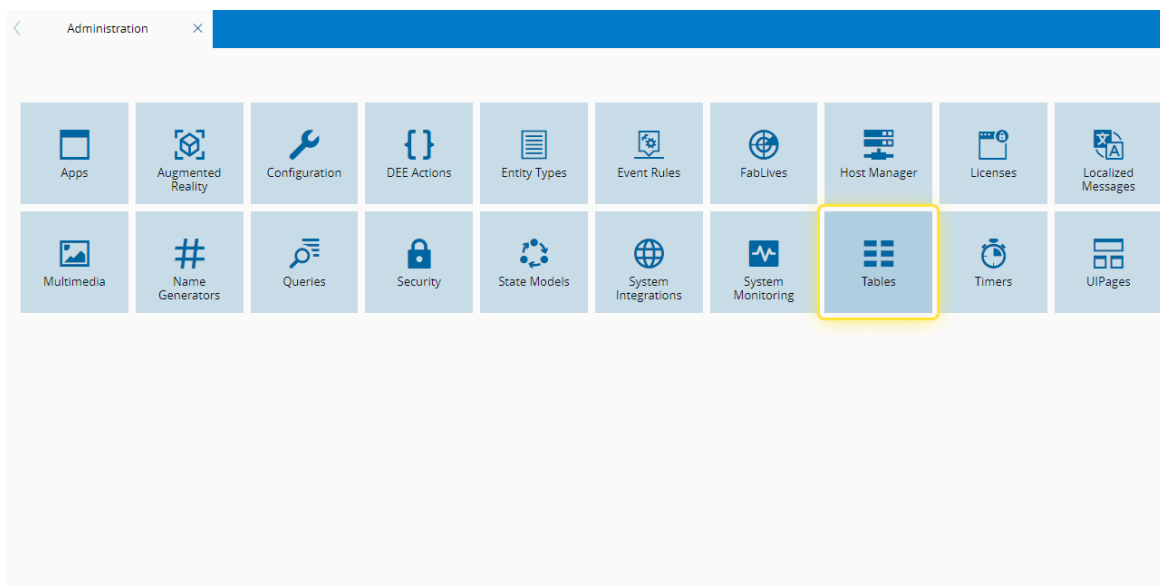 Administration
Apps
Augmented
Reality
Configuration
DEE Actions
Entity Types
Event Rules
FabLives
Host Manager
Licenses
Localized
Messages
Multimedia
Name
Generators
Queries
Security
State Models
System
Integrations
System
Monitoring
Tables
Timers
UIPages